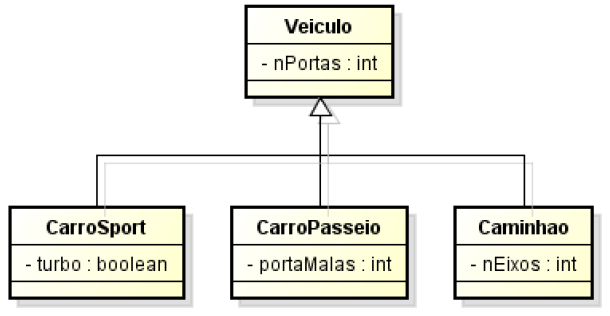 Veiculo
- nPortas : int
CarroSport
- turbo : boolean
CarroPasseio
- portaMalas : int
Caminhao
- nEixos : int